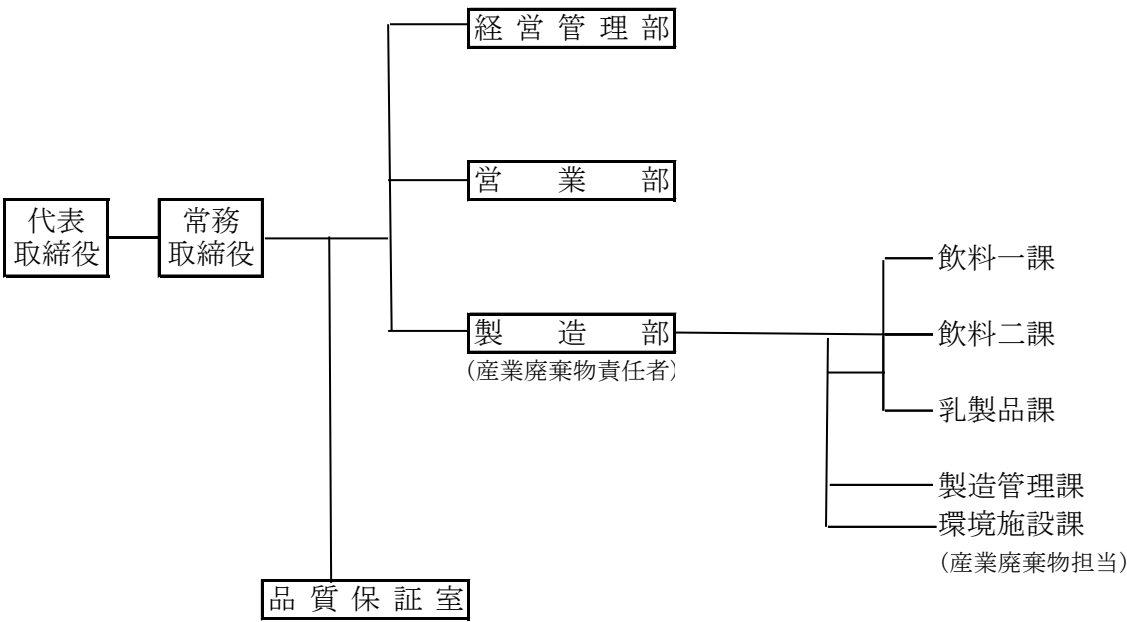 経営管理部
営業部
代表
取締役
常務
取締役
製造部
(産業廃棄物責任者)
飲料一課
飲料二課
乳製品課
製造管理課
環境施設課
(産業廃棄物担当)
品質保証室